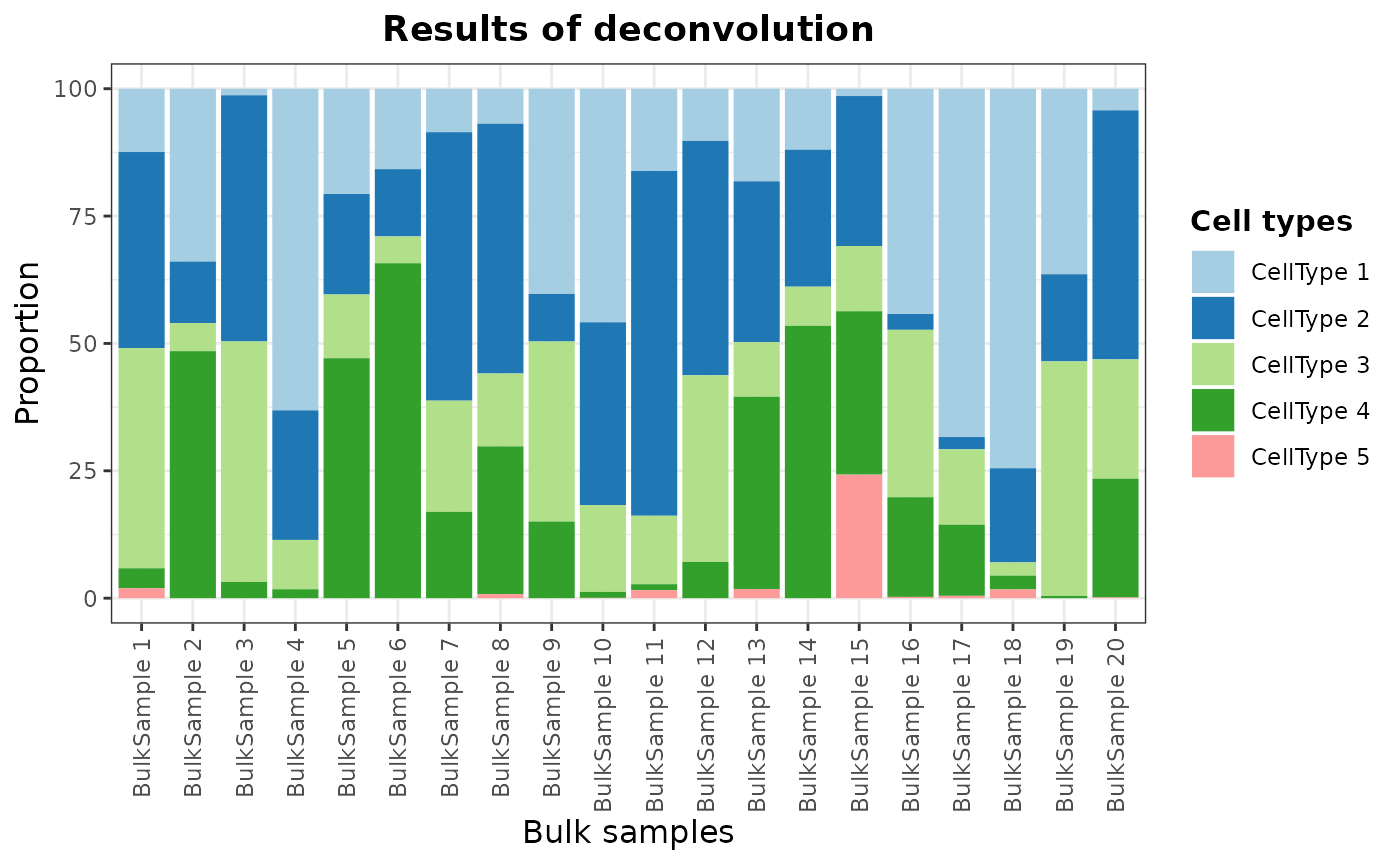 Results of deconvolution
Proportion
100
75
50
25
0
BulkSample 1
BulkSample 2
BulkSample 3
BulkSample 4
BulkSample 5
BulkSample 6
BulkSample 7
BulkSample 8
BulkSample 9
BulkSample 10
BulkSample 11
BulkSample 12
BulkSample 13
BulkSample 14
BulkSample 15
BulkSample 16
BulkSample 17
BulkSample 18
BulkSample 19
BulkSample 20
Bulk samples
Cell types
CellType 1
CellType 2
CellType 3
CellType 4
CellType 5